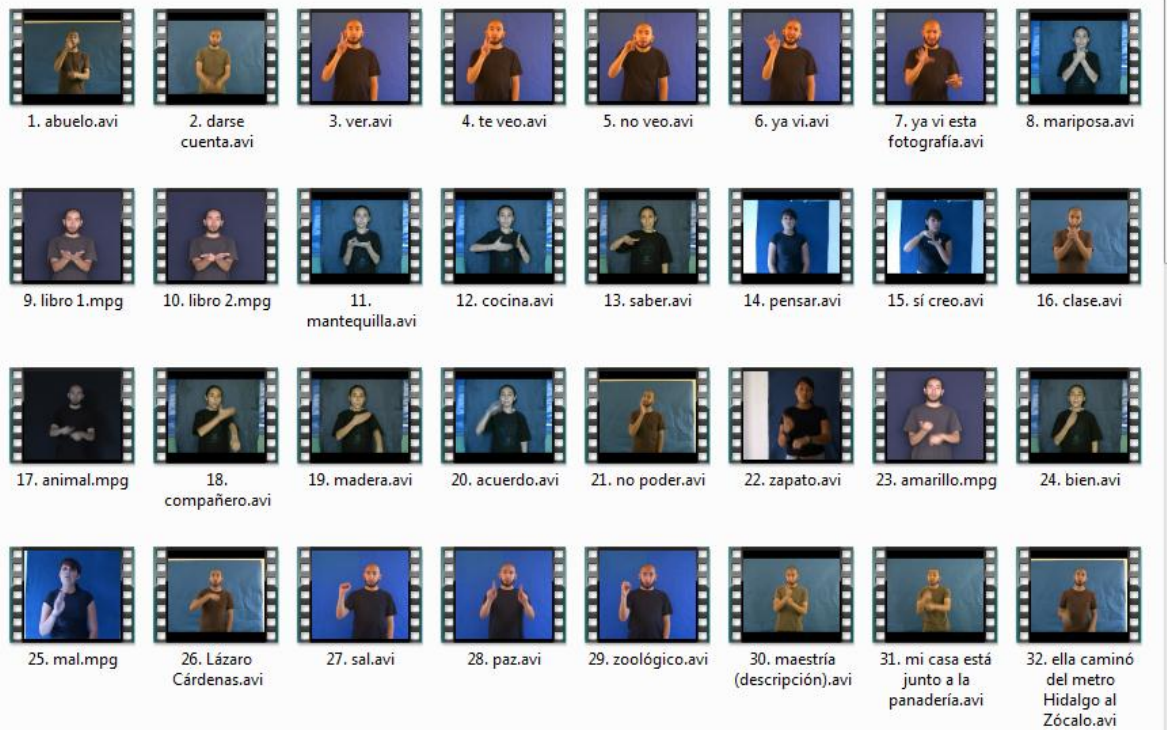 1. abuelo.avi
2. darse
cuenta.avi
3. ver.avi
4. te veo.avi
5. no veo.avi
6. ya vi.avi
7. ya vi esta
fotografía.avi
8. mariposa.avi
9. libro 1.mpg
10. libro 2.mpg
11.
mantequilla.avi
12. cocina.avi
13. saber.avi
14. pensar.avi
15. sí creo.avi
16. clase.avi
17. animal.mpg
18.
compañero.avi
19. madera.avi
20. acuerdo.avi
21. no poder.avi
22. zapato.avi
23. amarillo.mpg
24. bien.avi
25. mal.mpg
26. Lázaro
Cárdenas.avi
27. sal.avi
28. paz.avi
29. zoológico.avi
30. maestría
(descripción).avi
31. mi casa está
junto a la
panadería.avi
32. ella caminó
del metro
Hidalgo al
Zócalo.avi